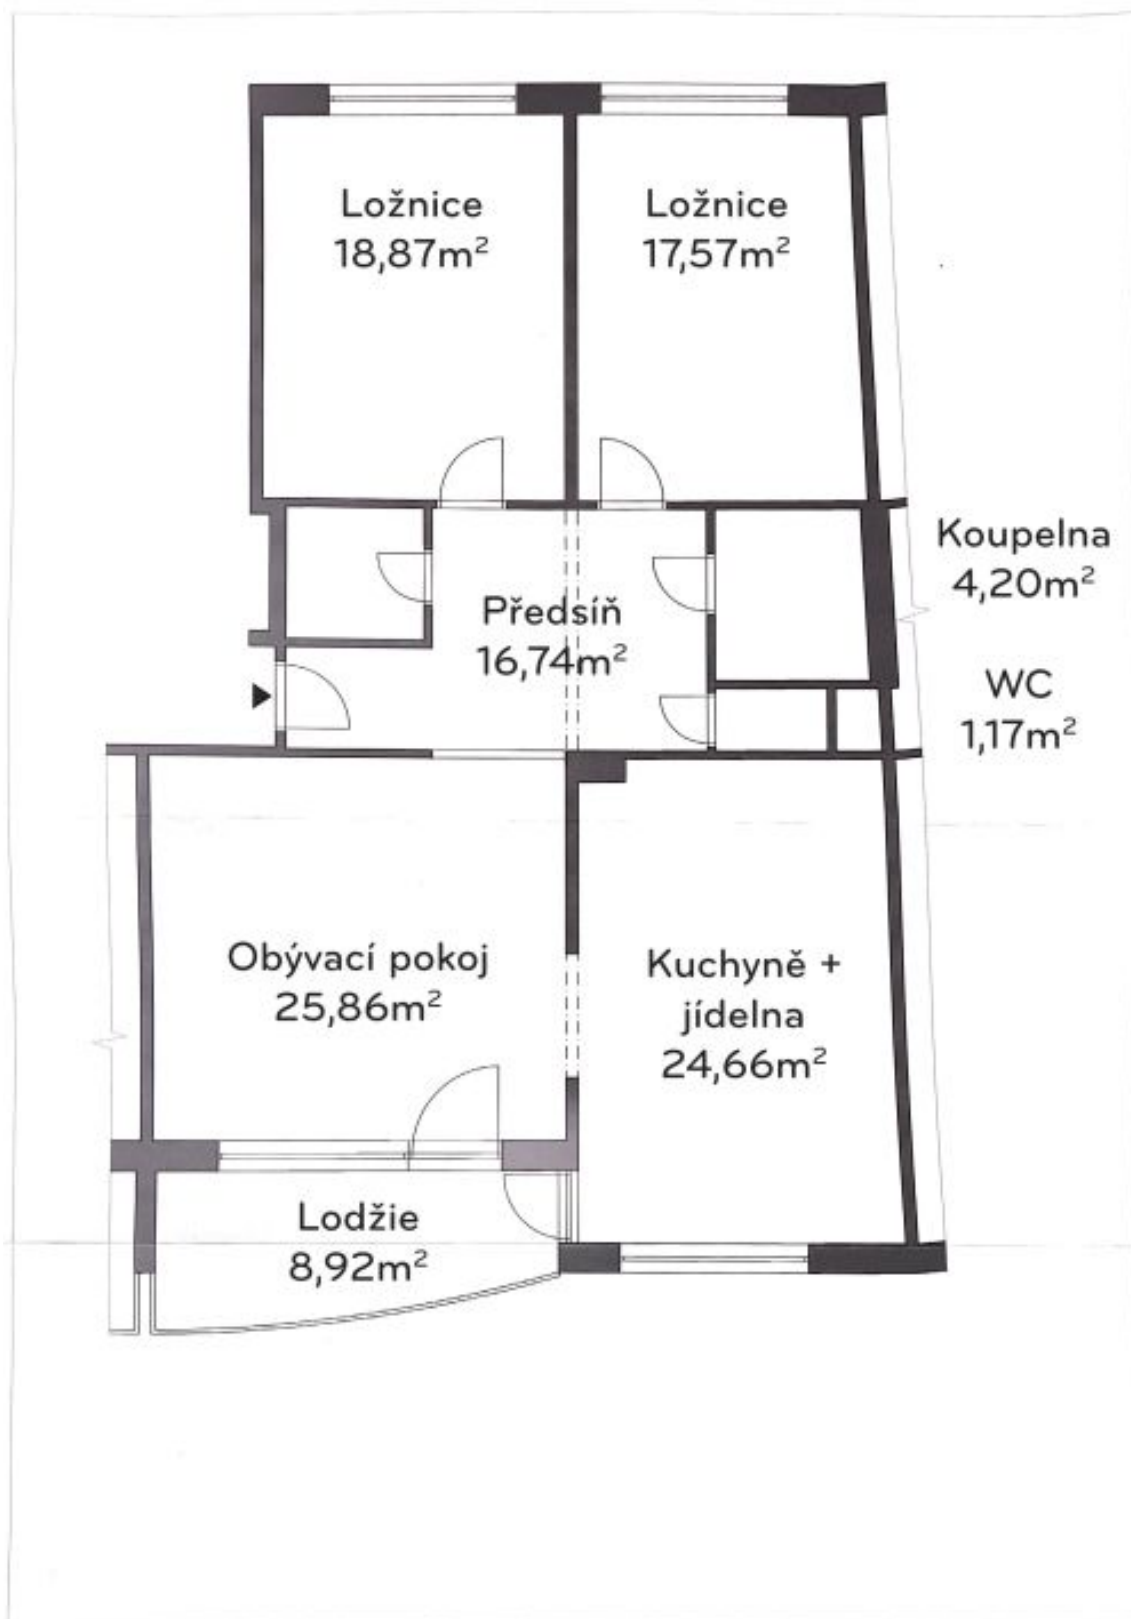 Ložnice
18,87m²
Ložnice
17,57m²
Koupelna
4,20m²
Předsíň
16,74m²
WC
1,17m²
Obývací pokoj
25,86m²
Kuchyně +
jídelna
24,66m²
Lodžie
8,92m²